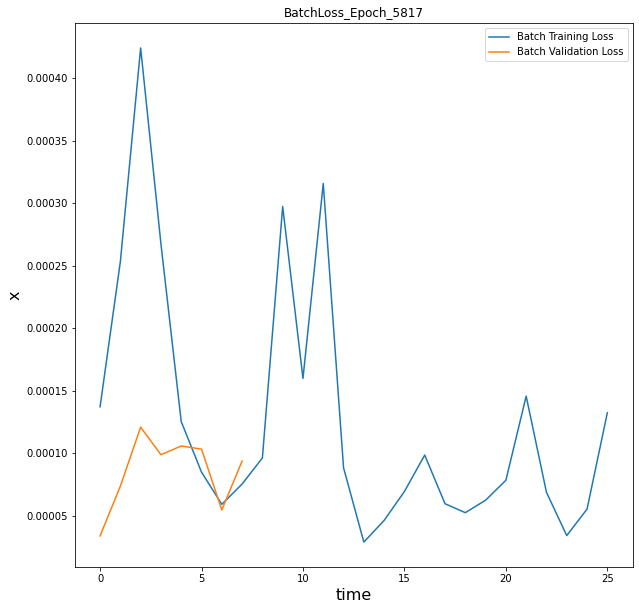 BatchLoss_Epoch_5817
Batch Training Loss
Batch Validation Loss
0.00040
0.00035
0.00030
0.00025
0.00020
0.00015
0.00010
0.00005
x
0 5 10 15 20 25
time